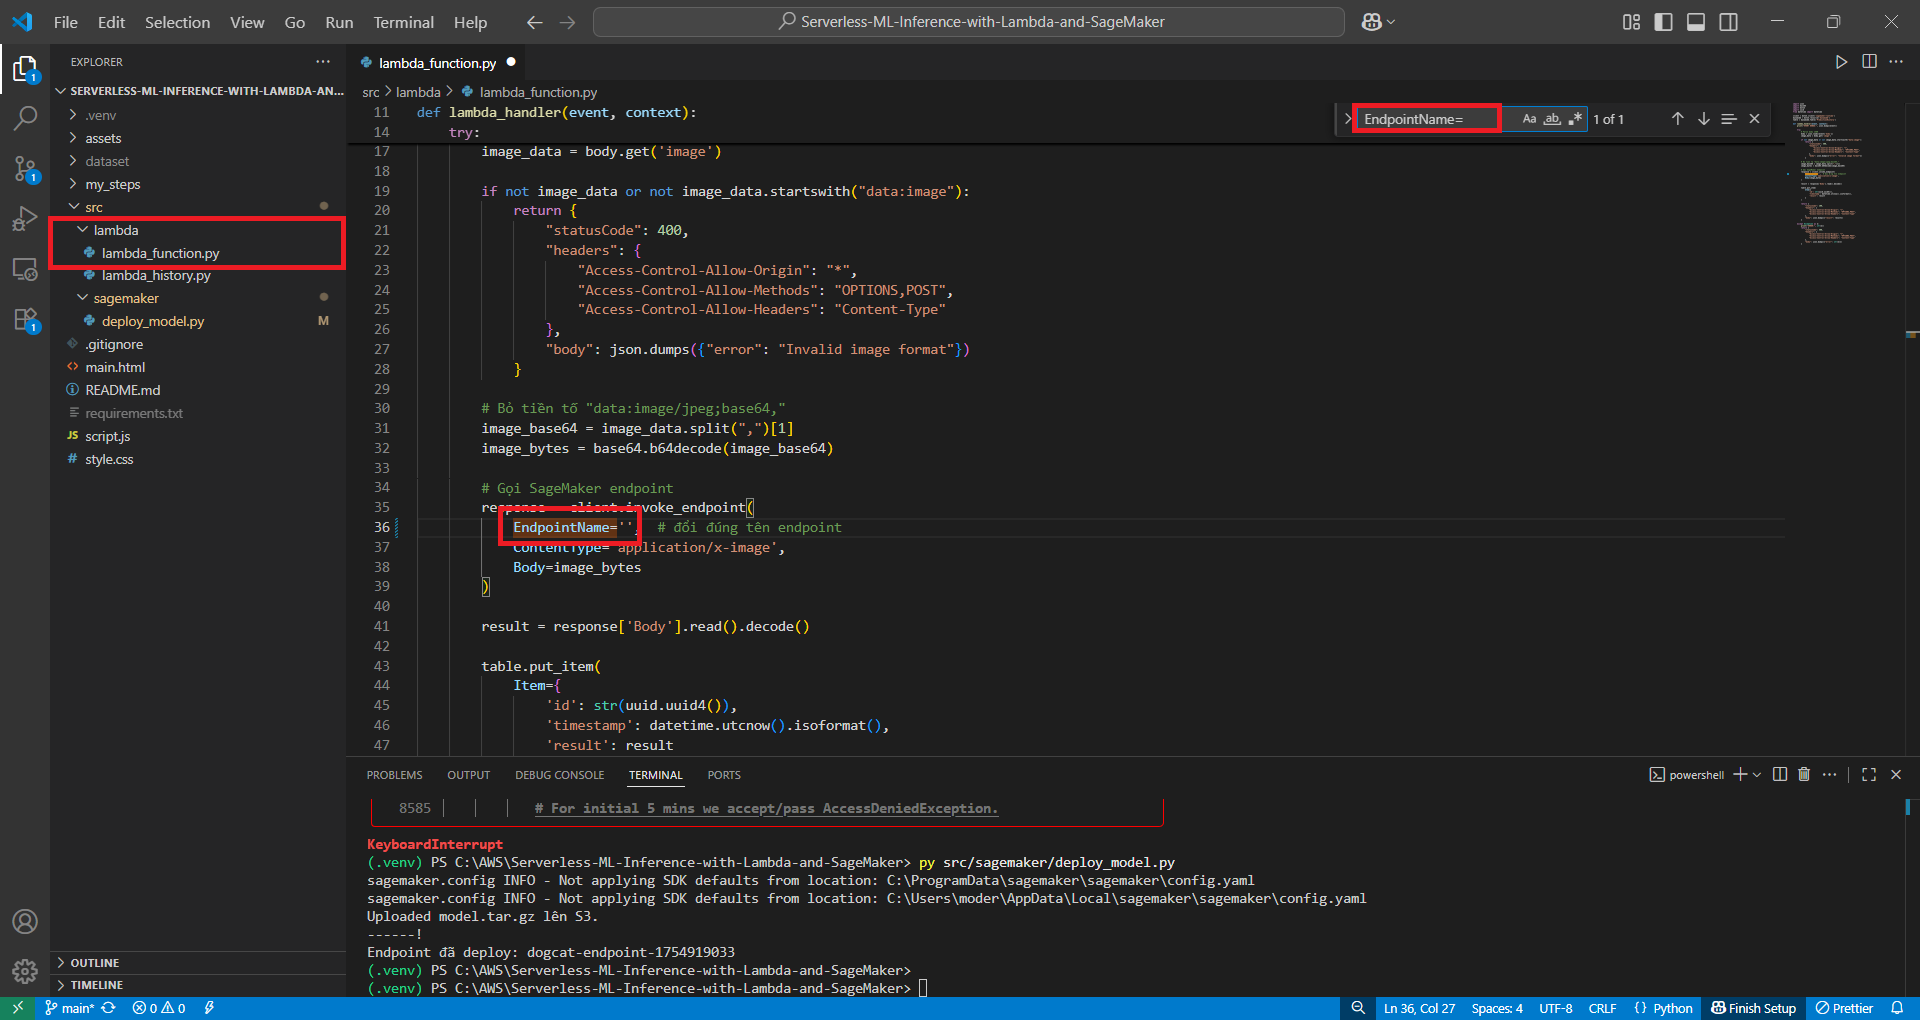 File Edit Selection View Go Run Terminal Help
Serverless-ML-Inference-with-Lambda-and-SageMaker
EXPLORER
SERVERLESS-ML-INFERENCE-WITH-LAMBDA-AN...
.venv
assets
dataset
my_steps
src
lambda
lambda_function.py
lambda_history.py
sagemaker
deploy_model.py M
.gitignore
main.html
README.md
requirements.txt
JS script.js
# style.css
OUTLINE
TIMELINE
1
1
1
lambda_function.py
src > lambda > lambda_function.py
EndpointName= Aa ab 1 of 1
11 def lambda_handler(event, context):
14 try:
17 image_data = body.get('image')
18
19 if not image_data or not image_data.startswith("data:image"):
20 return {
21 "statusCode": 400,
22 "headers": {
23 "Access-Control-Allow-Origin": "*",
24 "Access-Control-Allow-Methods": "OPTIONS,POST",
25 "Access-Control-Allow-Headers": "Content-Type"
26 },
27 "body": json.dumps({"error": "Invalid image format"})
28 }
29
30 # Bỏ tiền tố "data:image/jpeg;base64,"
31 image_base64 = image_data.split(",")[1]
32 image_bytes = base64.b64decode(image_base64)
33
34 # Gọi SageMaker endpoint
35 response client.invoke_endpoint(
36 EndpointName='', # đổi đúng tên endpoint
37 ContentType='application/x-image',
38 Body=image_bytes
39 )
40
41 result = response['Body'].read().decode()
42
43 table.put_item(
44 Item={
45 'id': str(uuid.uuid4()),
46 'timestamp': datetime.utcnow().isoformat(),
47 'result': result
PROBLEMS OUTPUT DEBUG CONSOLE TERMINAL PORTS
powershell
8585 # For initial 5 mins we accept/pass AccessDeniedException.
KeyboardInterrupt
(.venv) PS C:\AWS\Serverless-ML-Inference-with-Lambda-and-SageMaker> py src/sagemaker/deploy_model.py
sagemaker.config INFO - Not applying SDK defaults from location: C:\ProgramData\sagemaker\sagemaker\config.yaml
sagemaker.config INFO - Not applying SDK defaults from location: C:\Users\moder\AppData\Local\sagemaker\sagemaker\config.yaml
Uploaded model.tar.gz lên S3.
------!
Endpoint đã deploy: dogcat-endpoint-1754919033
(.venv) PS C:\AWS\Serverless-ML-Inference-with-Lambda-and-SageMaker>
(.venv) PS C:\AWS\Serverless-ML-Inference-with-Lambda-and-SageMaker>
main* 0 0 Ln 36, Col 27 Spaces: 4 UTF-8 CRLF {} Python Finish Setup Prettier